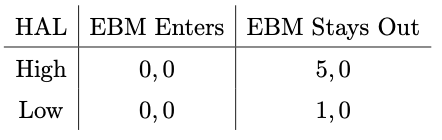 HAL EBM Enters EBM Stays Out
High 0, 0 5, 0
Low 0, 0 1, 0